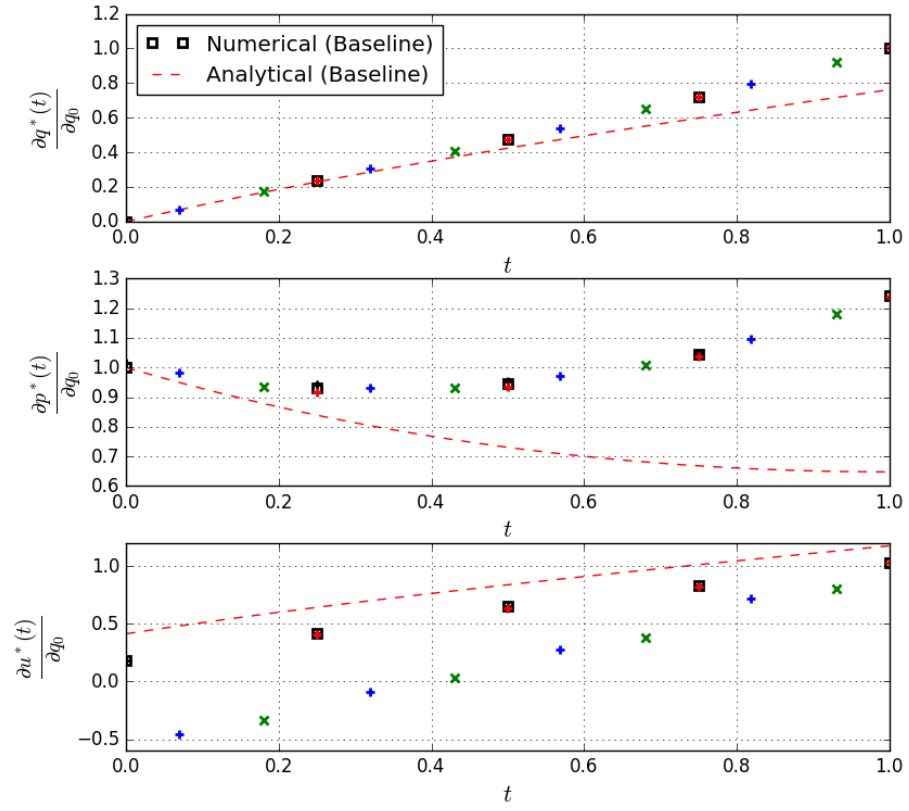 1.2
1.0
0.8
0.6
0.4
0.2
0.0
∂q*(t)/∂q₀
Numerical (Baseline)
Analytical (Baseline)
0.0 0.2 0.4 0.6 0.8 1.0
t
1.3
1.2
1.1
1.0
0.9
0.8
0.7
0.6
∂p*(t)/∂q₀
0.0 0.2 0.4 0.6 0.8 1.0
t
1.0
0.5
0.0
−0.5
∂u*(t)/∂q₀
0.0 0.2 0.4 0.6 0.8 1.0
t